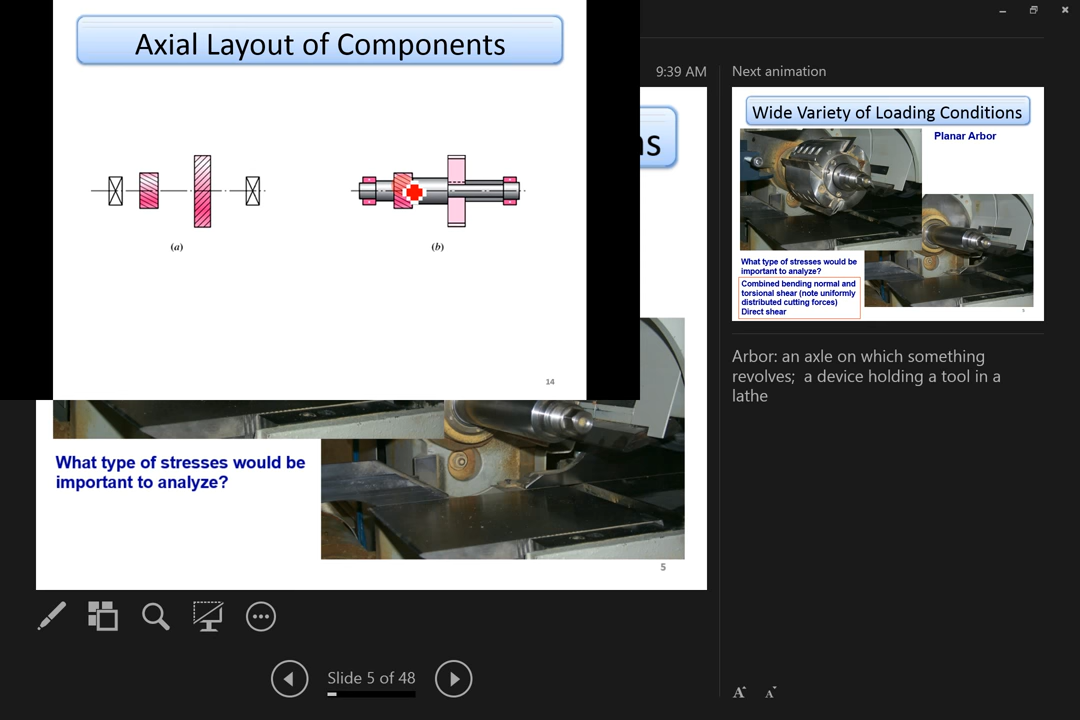 Axial Layout of Components
(a)
(b)
14
9:39 AM
ns
What type of stresses would be
important to analyze?
5
Slide 5 of 48
Next animation
Wide Variety of Loading Conditions
Planar Arbor
What type of stresses would be
important to analyze?
Combined bending normal and
torsional shear (note uniformly
distributed cutting forces)
Direct shear
5
Arbor: an axle on which something
revolves; a device holding a tool in a
lathe
A
A